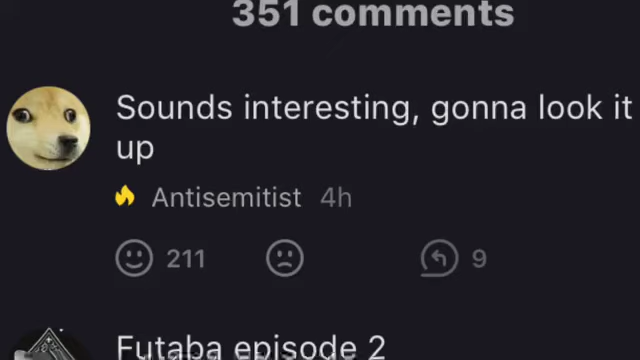 351 comments
Sounds interesting, gonna look it
up
Antisemitist 4h
211 9
Futaba episode 2